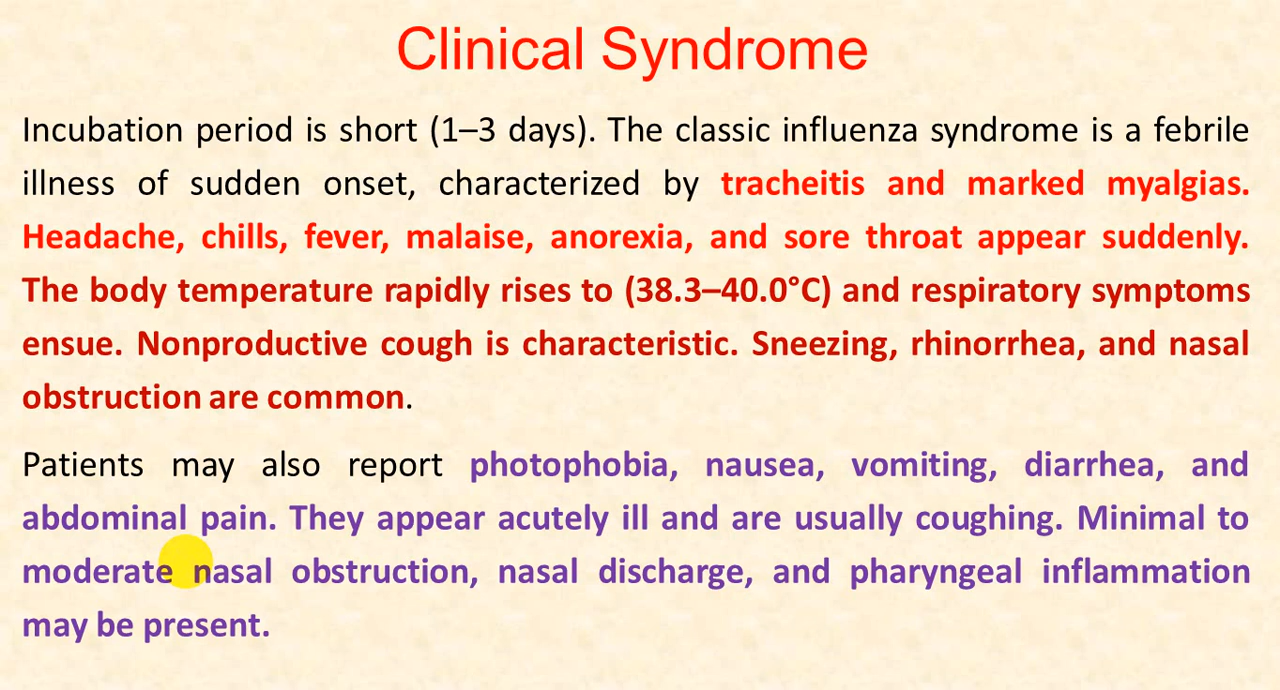 Clinical Syndrome
Incubation period is short (1–3 days). The classic influenza syndrome is a febrile
illness of sudden onset, characterized by tracheitis and marked myalgias.
Headache, chills, fever, malaise, anorexia, and sore throat appear suddenly.
The body temperature rapidly rises to (38.3–40.0°C) and respiratory symptoms
ensue. Nonproductive cough is characteristic. Sneezing, rhinorrhea, and nasal
obstruction are common.
Patients may also report photophobia, nausea, vomiting, diarrhea, and
abdominal pain. They appear acutely ill and are usually coughing. Minimal to
moderate nasal obstruction, nasal discharge, and pharyngeal inflammation
may be present.